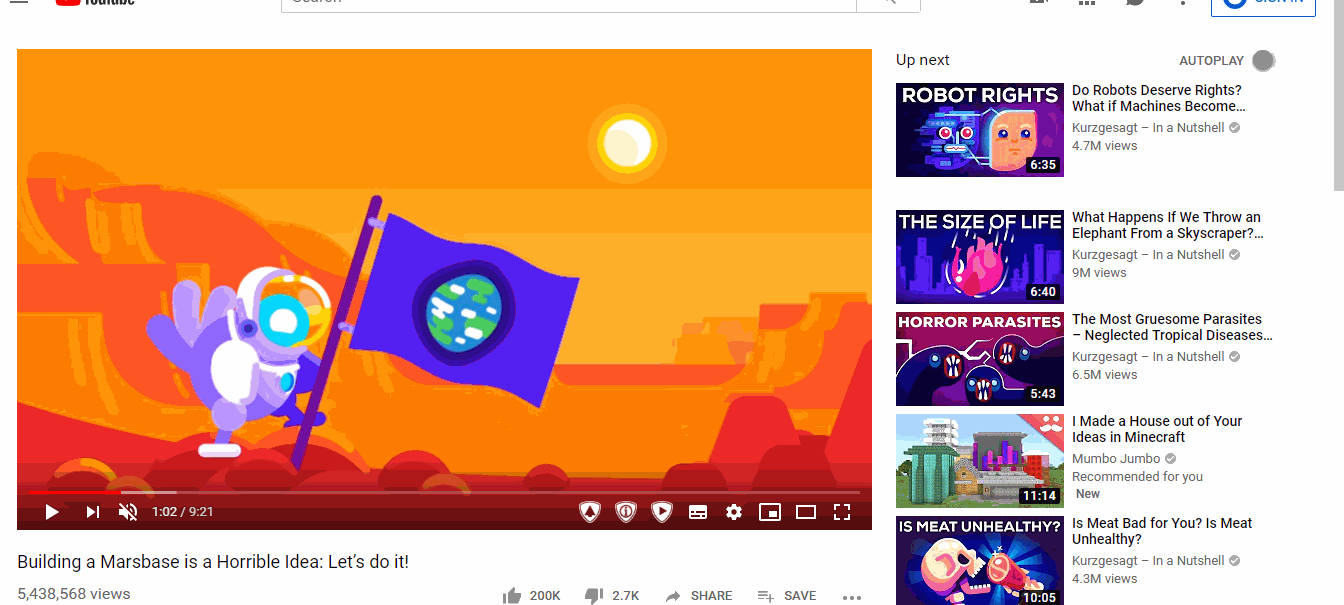 YouTube
Search
SIGN IN
1:02 / 9:21
Building a Marsbase is a Horrible Idea: Let's do it!
5,438,568 views
200K
2.7K
SHARE
SAVE
Up next
AUTOPLAY
ROBOT RIGHTS
6:35
Do Robots Deserve Rights?
What if Machines Become...
Kurzgesagt – In a Nutshell
4.7M views
THE SIZE OF LIFE
6:40
What Happens If We Throw an
Elephant From a Skyscraper?...
Kurzgesagt – In a Nutshell
9M views
HORROR PARASITES
5:43
The Most Gruesome Parasites
– Neglected Tropical Diseases...
Kurzgesagt – In a Nutshell
6.5M views
11:14
I Made a House out of Your
Ideas in Minecraft
Mumbo Jumbo
Recommended for you
New
IS MEAT UNHEALTHY?
10:05
Is Meat Bad for You? Is Meat
Unhealthy?
Kurzgesagt – In a Nutshell
4.3M views